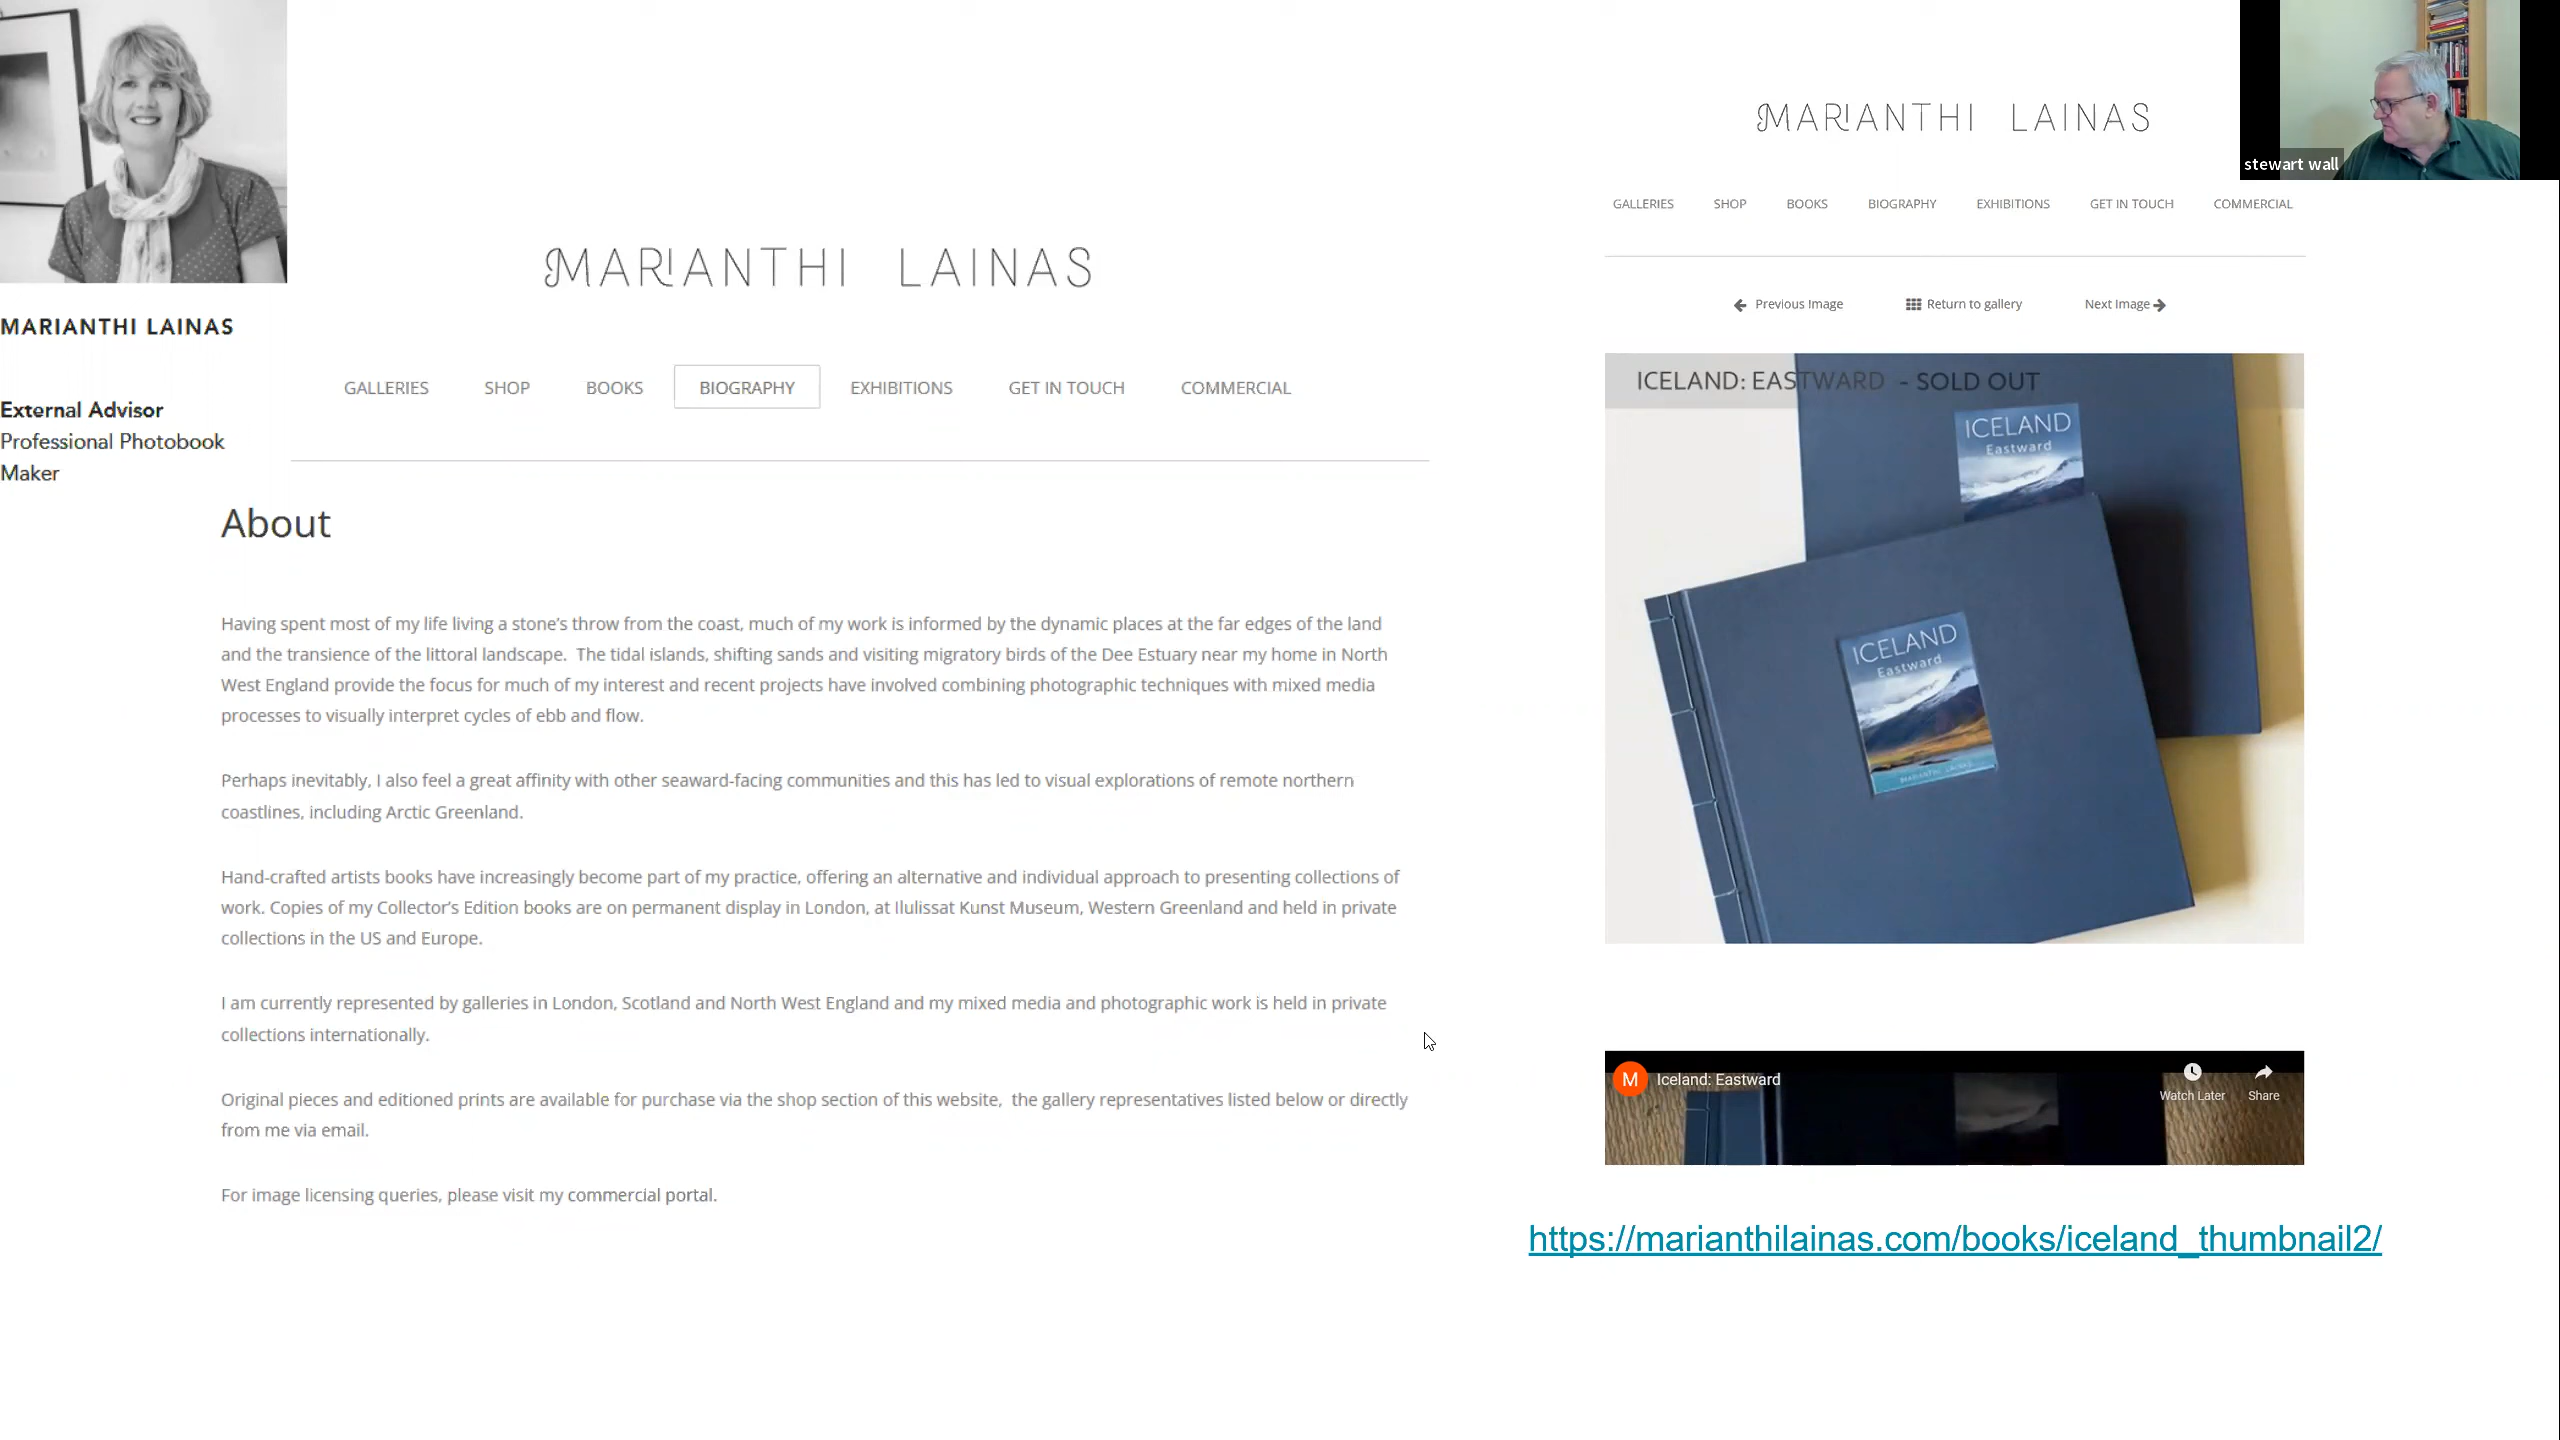 MARIANTHI LAINAS
External Advisor
Professional Photobook
Maker
MARIANTHI LAINAS
GALLERIES SHOP BOOKS BIOGRAPHY EXHIBITIONS GET IN TOUCH COMMERCIAL
About
Having spent most of my life living a stone's throw from the coast, much of my work is informed by the dynamic places at the far edges of the land
and the transience of the littoral landscape.  The tidal islands, shifting sands and visiting migratory birds of the Dee Estuary near my home in North
West England provide the focus for much of my interest and recent projects have involved combining photographic techniques with mixed media
processes to visually interpret cycles of ebb and flow.
Perhaps inevitably, I also feel a great affinity with other seaward-facing communities and this has led to visual explorations of remote northern
coastlines, including Arctic Greenland.
Hand-crafted artists books have increasingly become part of my practice, offering an alternative and individual approach to presenting collections of
work. Copies of my Collector's Edition books are on permanent display in London, at Ilulissat Kunst Museum, Western Greenland and held in private
collections in the US and Europe.
I am currently represented by galleries in London, Scotland and North West England and my mixed media and photographic work is held in private
collections internationally.
Original pieces and editioned prints are available for purchase via the shop section of this website,  the gallery representatives listed below or directly
from me via email.
For image licensing queries, please visit my commercial portal.
MARIANTHI LAINAS
stewart wall
GALLERIES SHOP BOOKS BIOGRAPHY EXHIBITIONS GET IN TOUCH COMMERCIAL
Previous Image Return to gallery Next Image
ICELAND: EASTWARD - SOLD OUT
ICELAND
Eastward
ICELAND
Eastward
MARIANTHI LAINAS
M Iceland: Eastward
Watch Later Share
https://marianthilainas.com/books/iceland_thumbnail2/